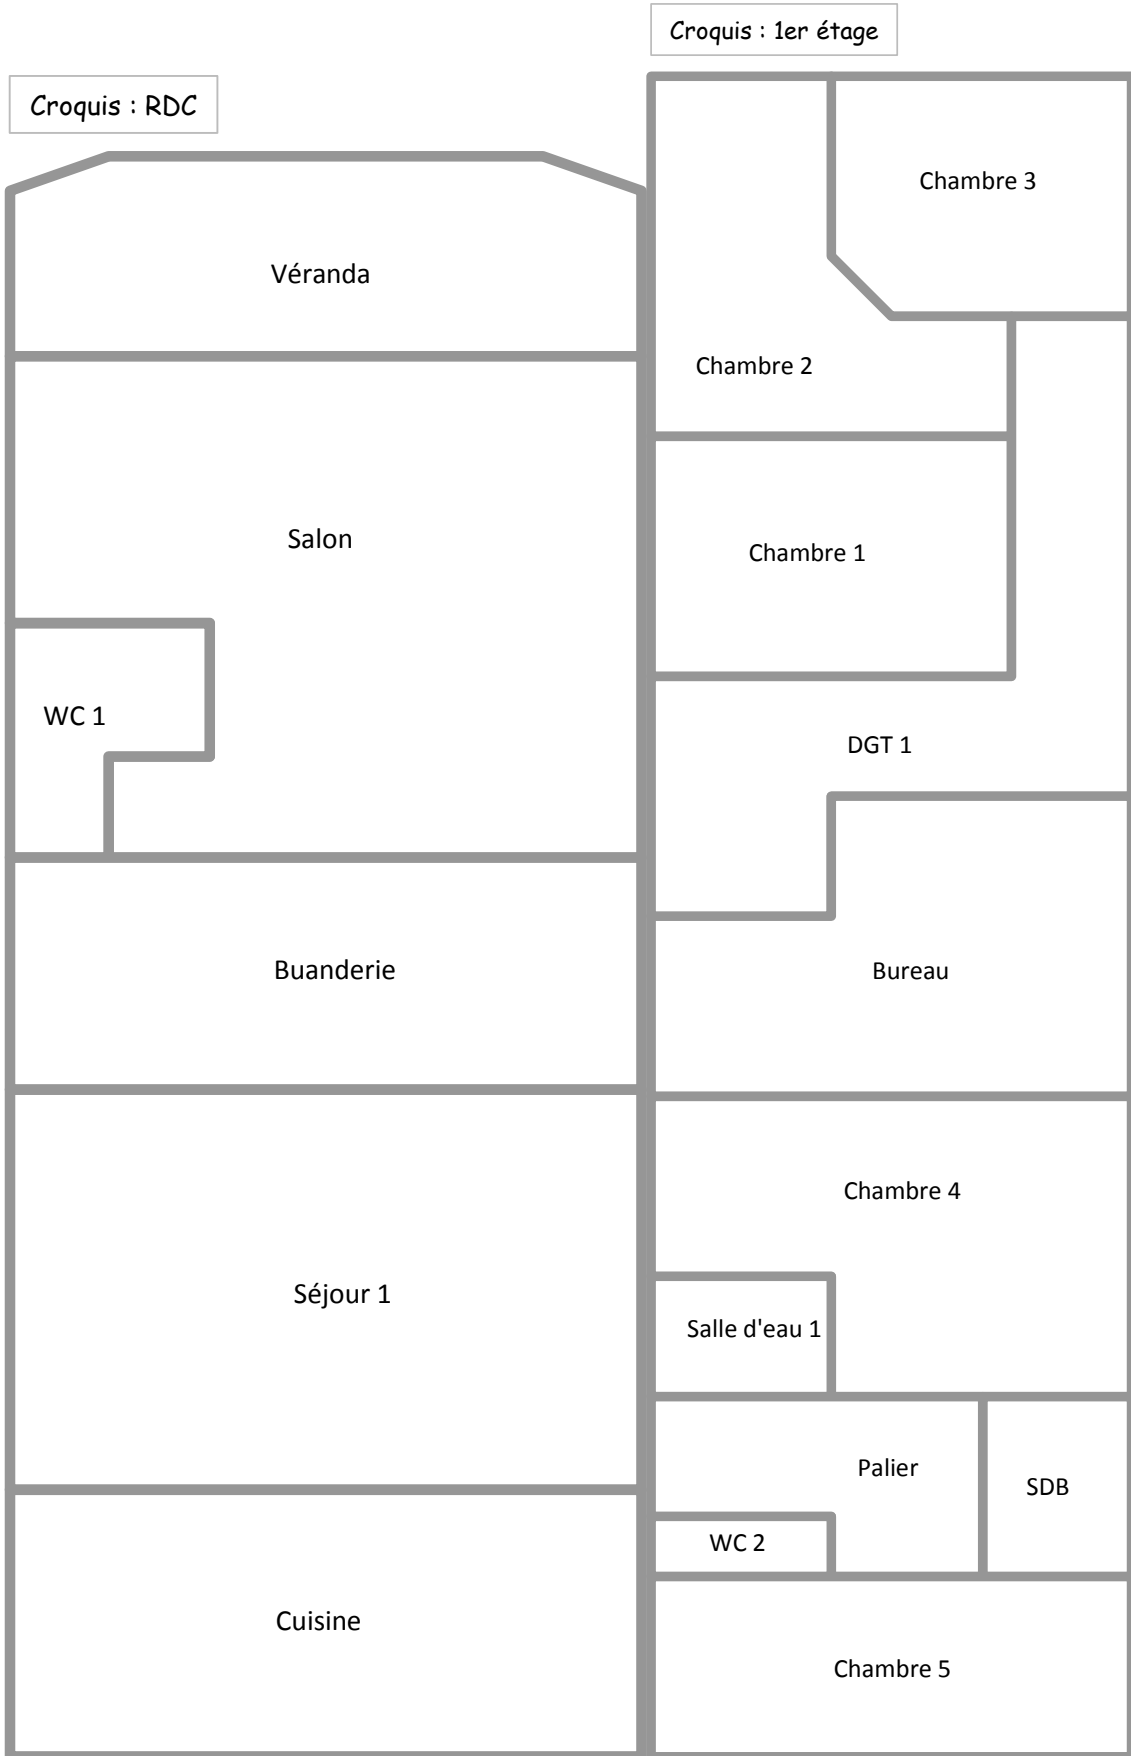 Croquis : RDC
Véranda
Salon
WC 1
Buanderie
Séjour 1
Cuisine
Croquis : 1er étage
Chambre 3
Chambre 2
Chambre 1
DGT 1
Bureau
Chambre 4
Salle d'eau 1
Palier
SDB
WC 2
Chambre 5